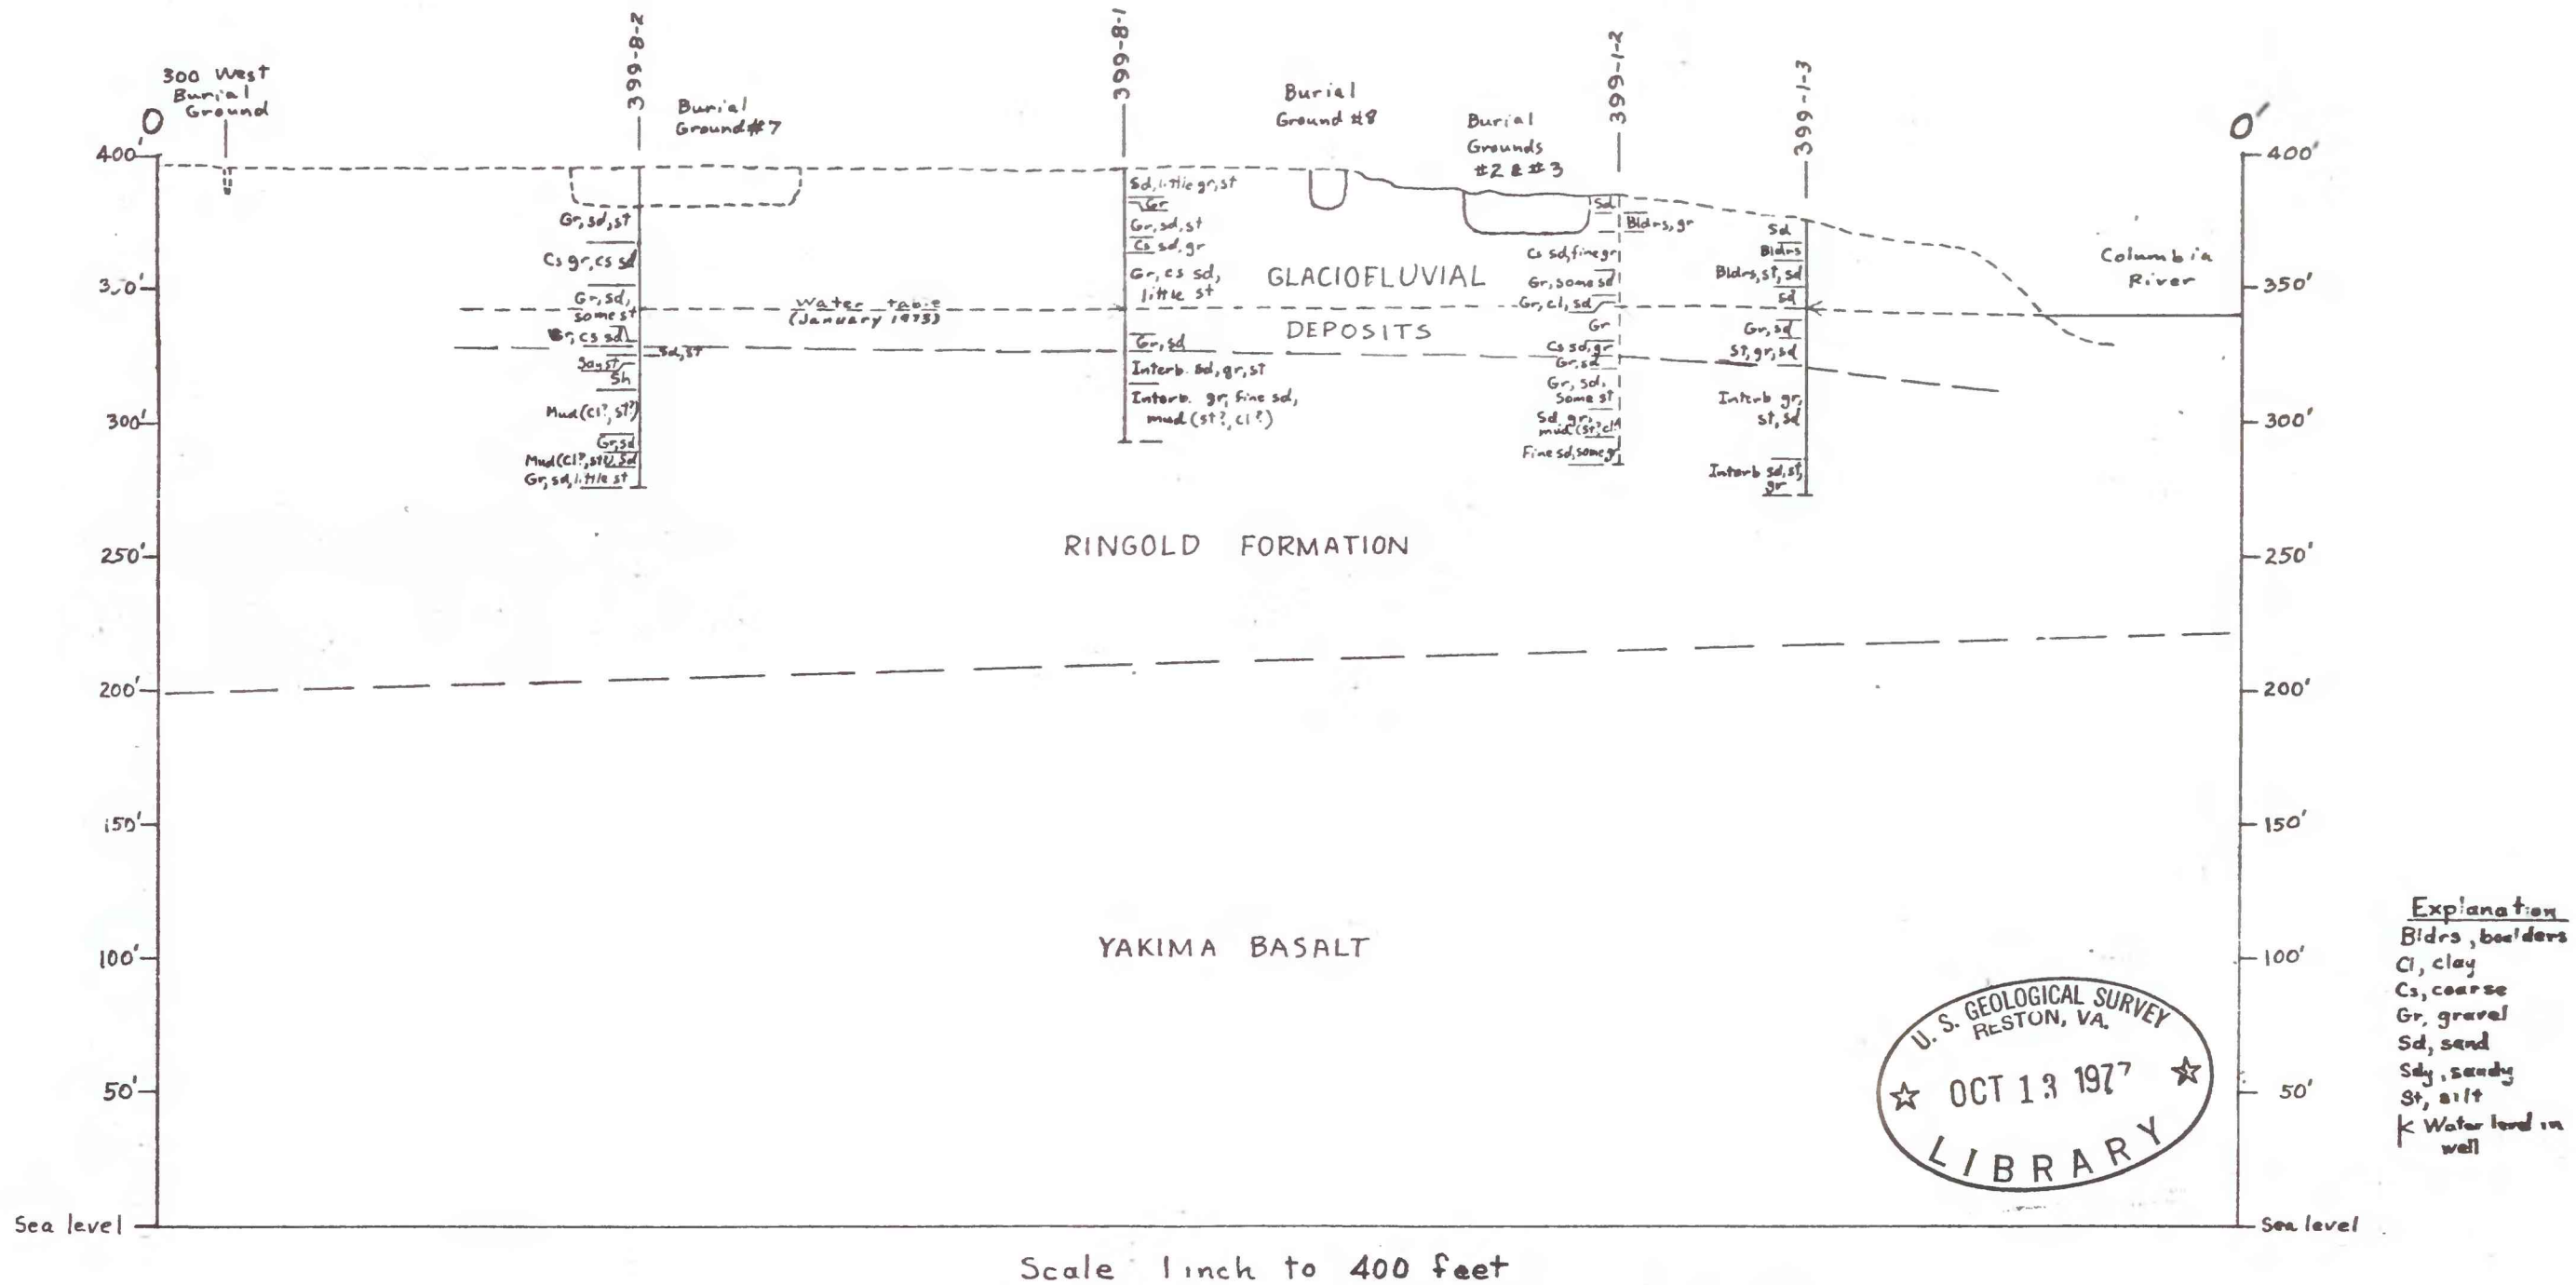 300 West
Burial
Ground
O
399-8-2
Burial
Ground #7
399-8-1
Burial
Ground #8
Burial
Grounds
#2 & #3
399-1-2
399-1-3
O'
400'
350'
300'
250'
200'
150'
100'
50'
Sea level
Gr, sd, st
Cs gr, cs sd
Gr, sd,
some st
Gr, cs sd
Sd, st
Sdy st
Sh
Mud (cl?, st?)
Gr, sd
Mud (cl?, st?), sd
Gr, sd, little st
Water table
(January 1973)
Sd, little gr, st
Gr
Gr, sd, st
Cs sd, gr
Gr, cs sd,
little st
Gr, sd
Interb. sd, gr, st
Interb. gr, fine sd,
mud (st?, cl?)
GLACIOFLUVIAL
DEPOSITS
Sd
Bldrs, gr
Cs sd, fine gr
Gr, some sd
Gr, cl, sd
Gr
Cs sd, gr
Gr, sd
Gr, sd,
some st
Sd, gr,
mud (st?, cl?)
Fine sd, some gr
Sd
Bldrs
Bldrs, st, sd
sd
Gr, sd
St, gr, sd
Interb gr,
st, sd
Interb sd, st,
gr
Columbia
River
400'
350'
300'
250'
200'
150'
100'
50'
Sea level
RINGOLD FORMATION
YAKIMA BASALT
U. S. GEOLOGICAL SURVEY
RESTON, VA.
OCT 13 1977
LIBRARY
Explanation
Bldrs, boulders
Cl, clay
Cs, coarse
Gr, gravel
Sd, sand
Sdy, sandy
St, silt
Water level in
well
Scale 1 inch to 400 feet